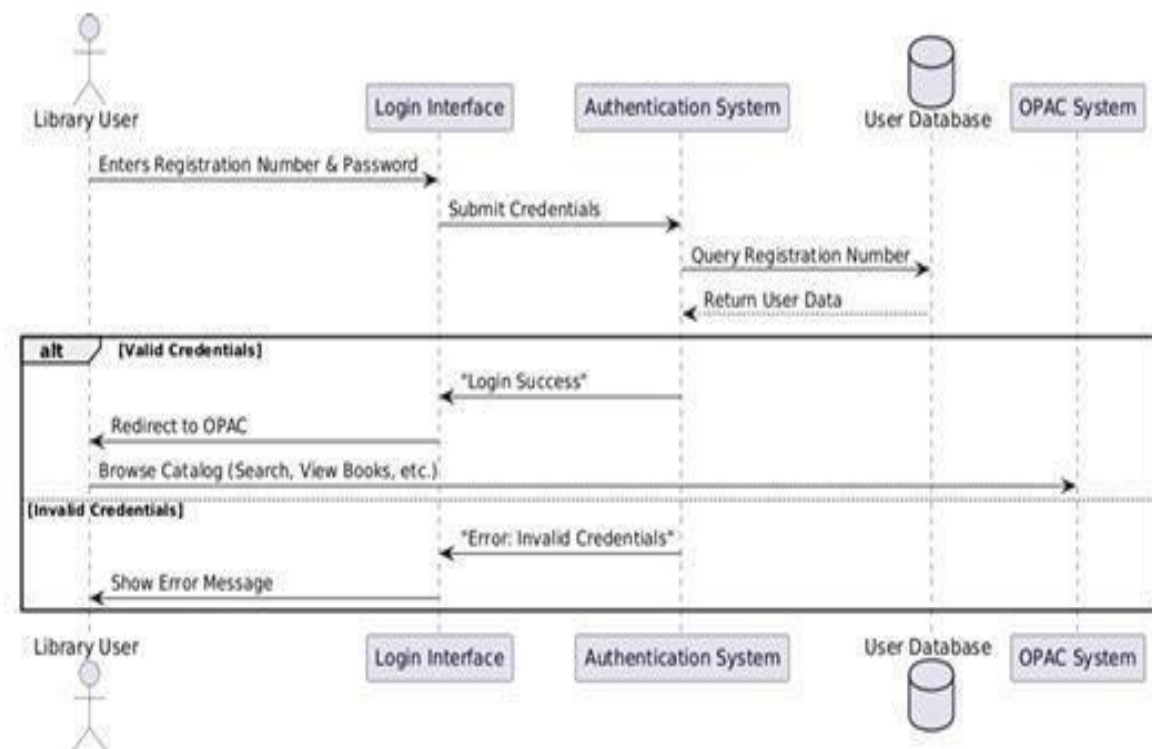 Library User
Login Interface
Authentication System
User Database
OPAC System
Enters Registration Number & Password
Submit Credentials
Query Registration Number
Return User Data
alt
[Valid Credentials]
"Login Success"
Redirect to OPAC
Browse Catalog (Search, View Books, etc.)
[Invalid Credentials]
"Error: Invalid Credentials"
Show Error Message
Library User
Login Interface
Authentication System
User Database
OPAC System